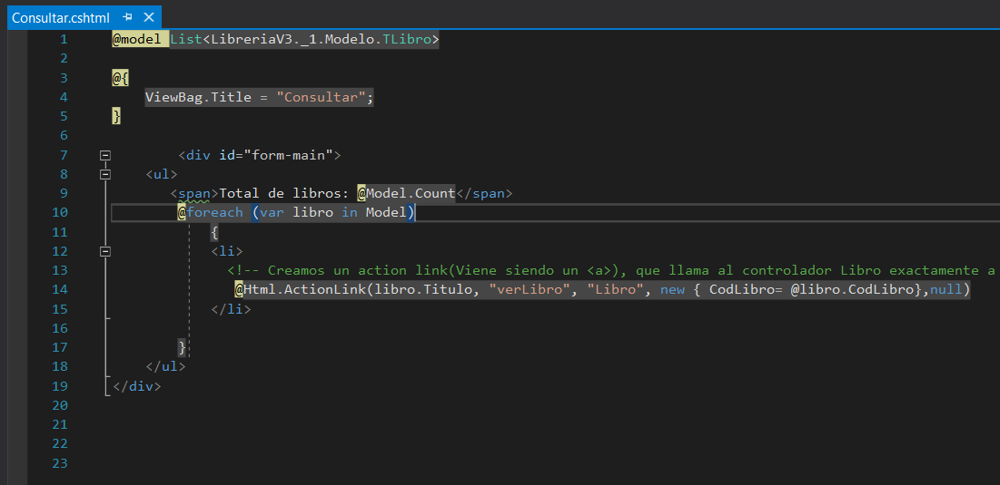 Consultar.cshtml
1 @model List<LibreriaV3._1.Modelo.TLibro>
2
3 @{
4 ViewBag.Title = "Consultar";
5 }
6
7 <div id="form-main">
8 <ul>
9 <span>Total de libros: @Model.Count</span>
10 @foreach (var libro in Model)
11 {
12 <li>
13 <!-- Creamos un action link(Viene siendo un <a>), que llama al controlador Libro exactamente a
14 @Html.ActionLink(libro.Titulo, "verLibro", "Libro", new { CodLibro= @libro.CodLibro},null)
15 </li>
16
17 }
18 </ul>
19 </div>
20
21
22
23